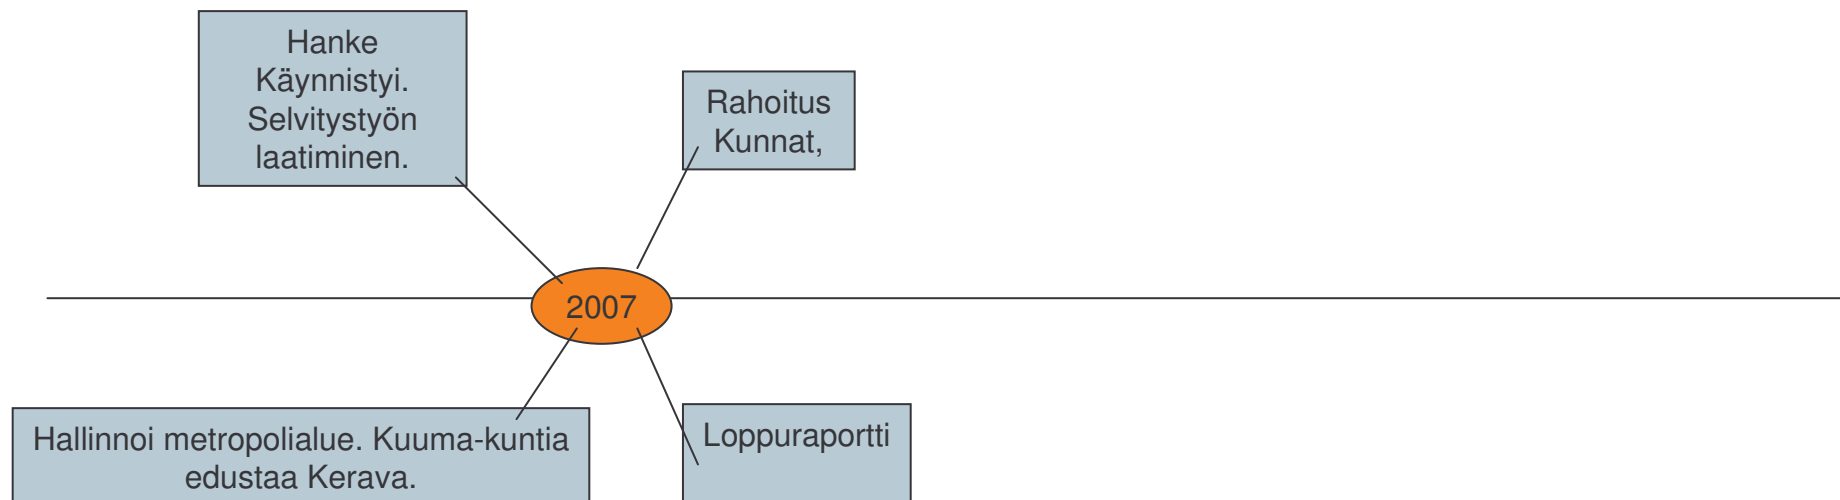 Hanke
Käynnistyi.
Selvitystyön
laatiminen.
Rahoitus
Kunnat,
2007
Hallinnoi metropolialue. Kuuma-kuntia
edustaa Kerava.
Loppuraportti